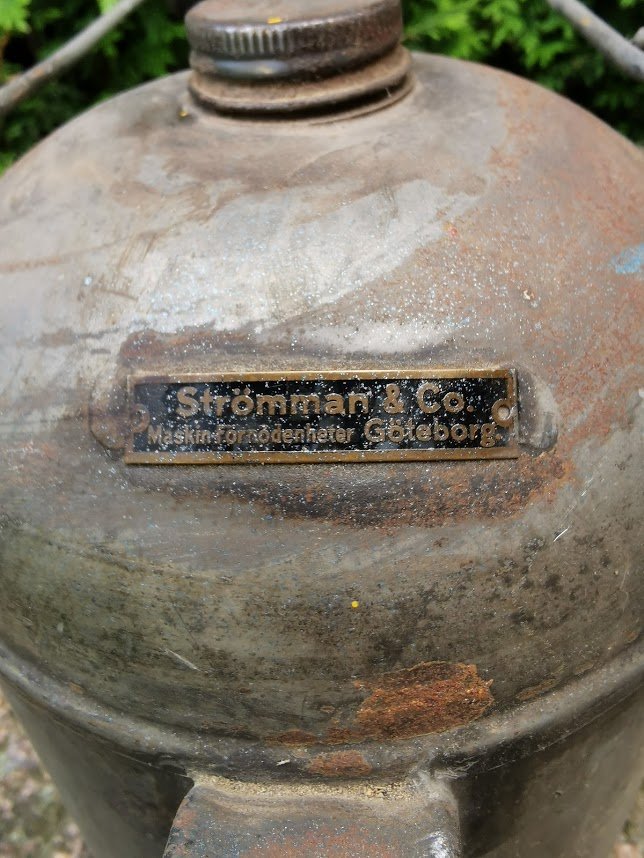 Strömman & Co.
Maskinförnödenheter Göteborg.